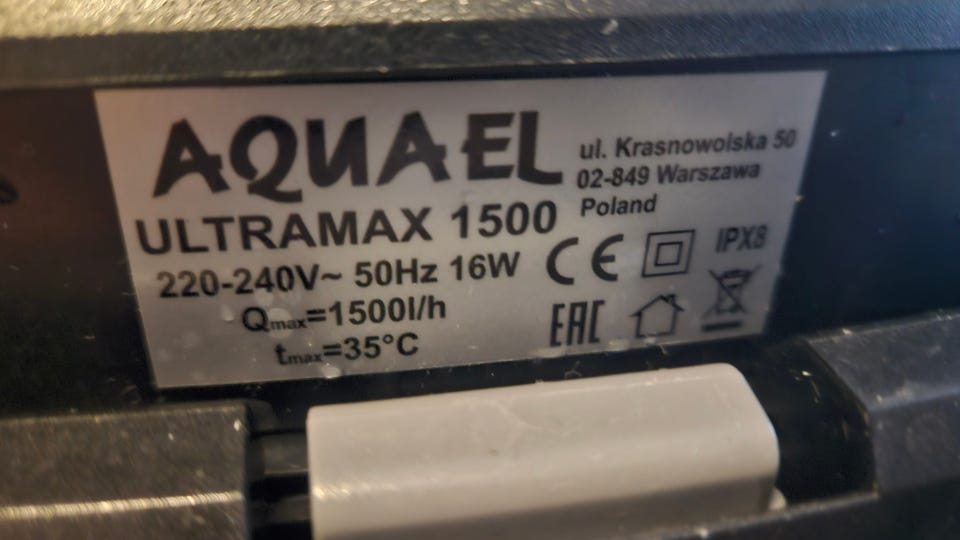 AQUAEL
ul. Krasnowolska 50
02-849 Warszawa
Poland
ULTRAMAX 1500
220-240V~ 50Hz 16W
Qmax=1500l/h
tmax=35°C
CE
IPX8
EAC